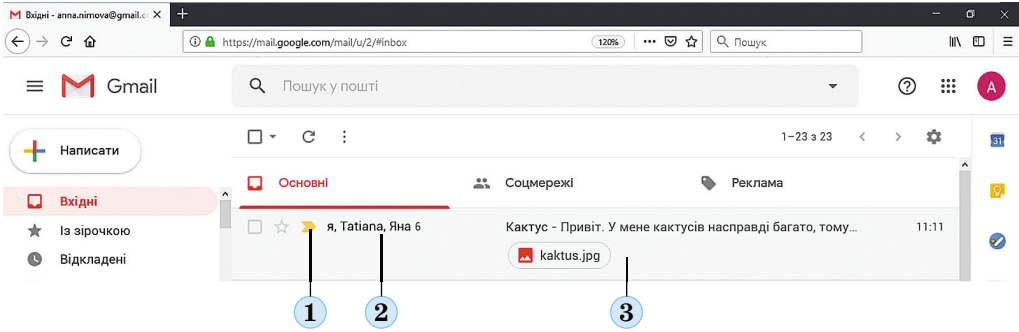 Вхідні - anna.nimova@gmail.c
https://mail.google.com/mail/u/2/#inbox
120%
Пошук
Gmail
Пошук у пошті
A
Написати
1–23 з 23
31
Основні
Соцмережі
Реклама
Вхідні
Із зірочкою
Відкладені
я, Tatiana, Яна 6
Кактус - Привіт. У мене кактусів насправді багато, тому...
11:11
kaktus.jpg
1
2
3